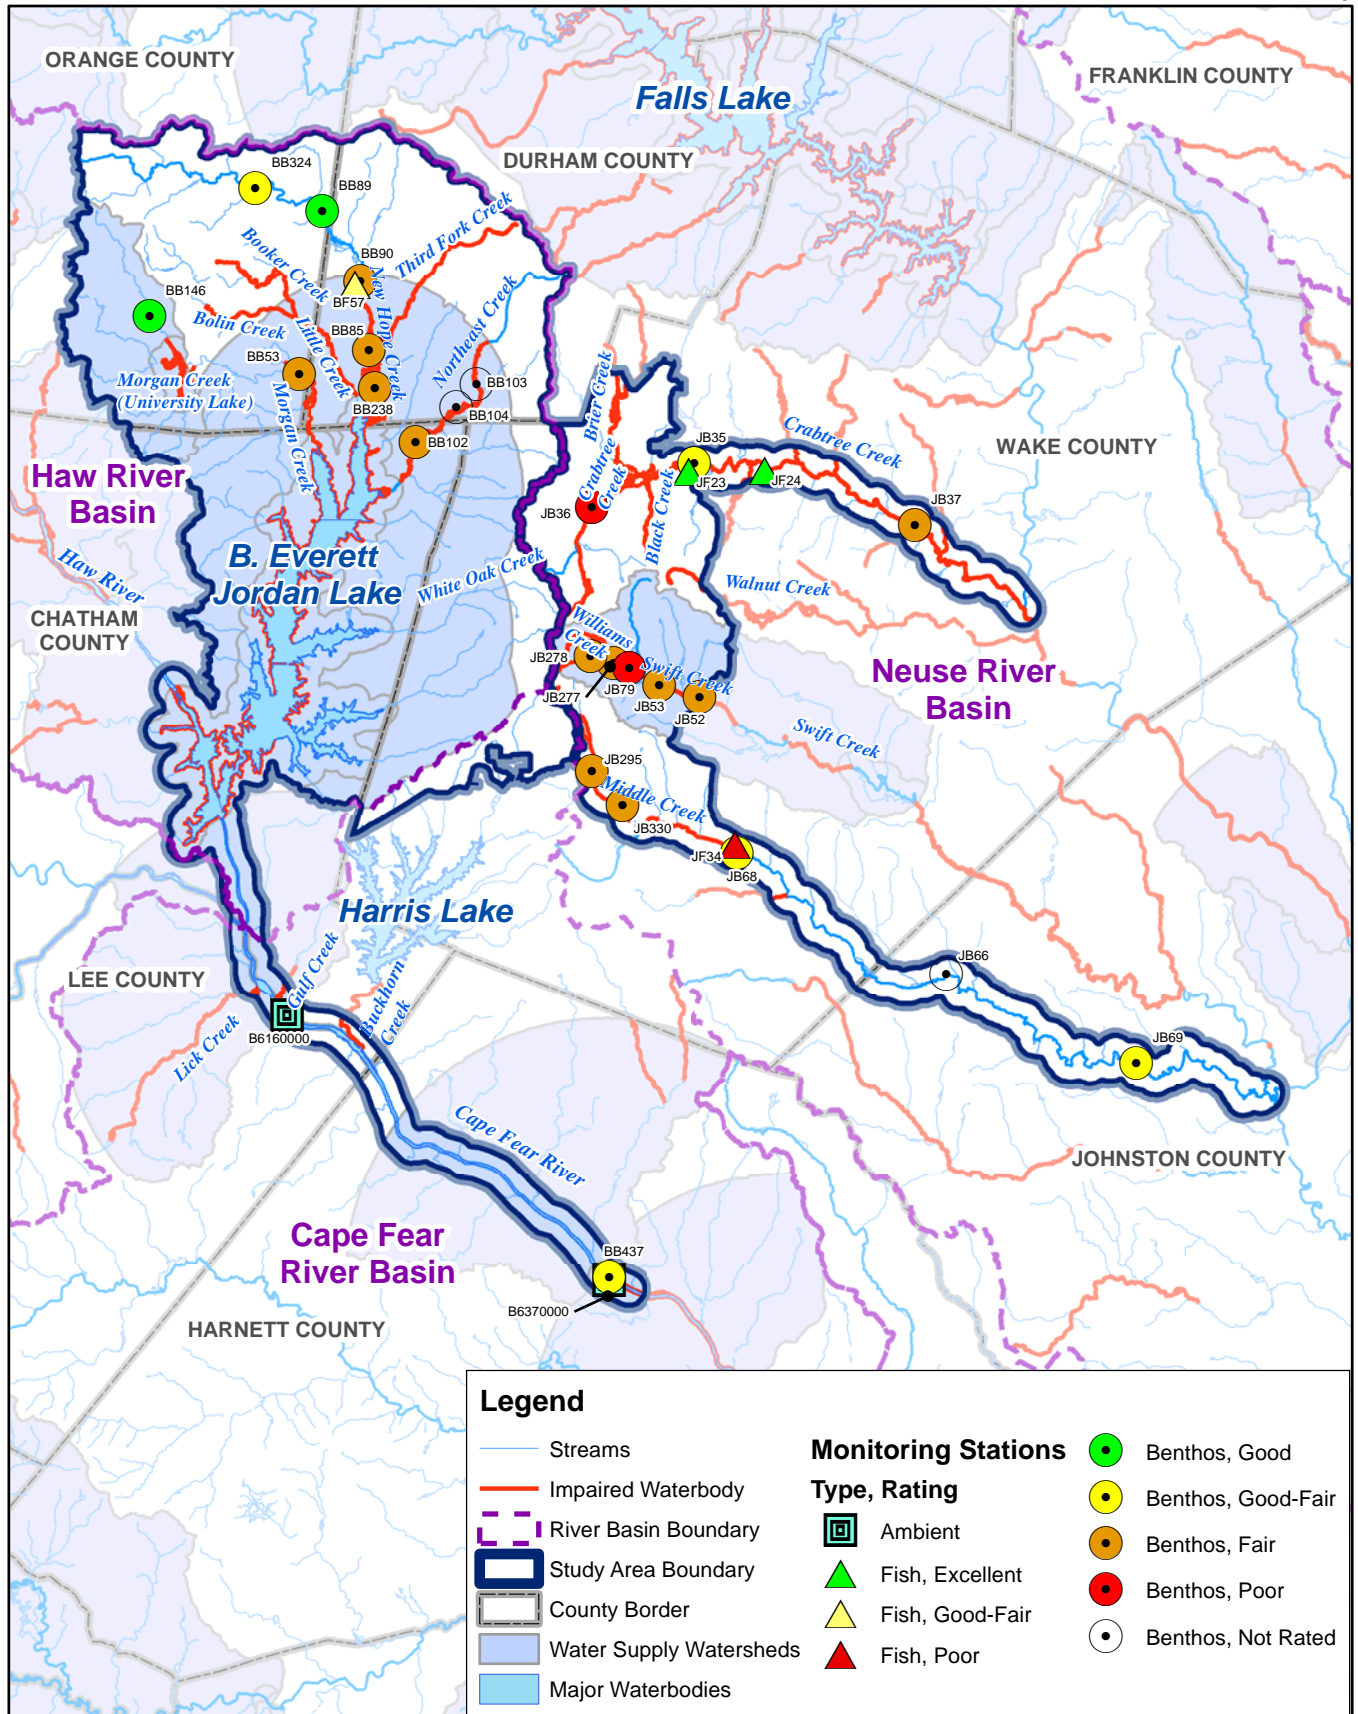 ORANGE COUNTY
FRANKLIN COUNTY
Falls Lake
DURHAM COUNTY
BB324
BB89
Third Fork Creek
Booker Creek
BB90
New Hope Creek
BF57
BB146
Bolin Creek
Little Creek
BB85
Northeast Creek
BB53
Morgan Creek
(University Lake)
Morgan Creek
BB238
BB103
BB104
BB102
Brier Creek
JB35
Crabtree Creek
WAKE COUNTY
JF23
JF24
JB37
Haw River
Basin
Crabtree
Creek
JB36
Black Creek
B. Everett
Jordan Lake
Haw River
White Oak Creek
Walnut Creek
CHATHAM
COUNTY
Williams
Creek
JB278
Swift Creek
JB277
JB79
JB53
JB52
Neuse River
Basin
Swift Creek
JB295
Middle Creek
JB330
JF34
JB68
Harris Lake
JB66
LEE COUNTY
Gulf Creek
Buckhorn
Creek
B6160000
Lick Creek
JB69
Cape Fear River
JOHNSTON COUNTY
Cape Fear
River Basin
BB437
B6370000
HARNETT COUNTY
Legend
Streams
Impaired Waterbody
River Basin Boundary
Study Area Boundary
County Border
Water Supply Watersheds
Major Waterbodies
Monitoring Stations
Type, Rating
Ambient
Fish, Excellent
Fish, Good-Fair
Fish, Poor
Benthos, Good
Benthos, Good-Fair
Benthos, Fair
Benthos, Poor
Benthos, Not Rated